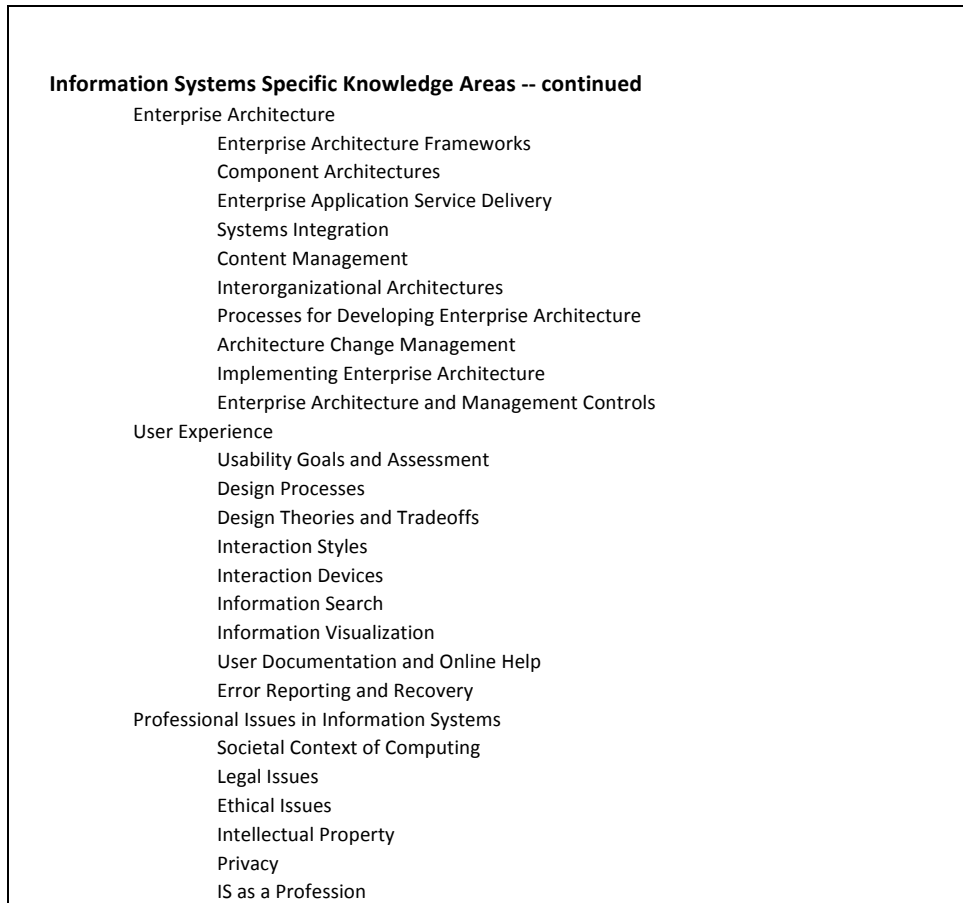 Information Systems Specific Knowledge Areas -- continued
Enterprise Architecture
Enterprise Architecture Frameworks
Component Architectures
Enterprise Application Service Delivery
Systems Integration
Content Management
Interorganizational Architectures
Processes for Developing Enterprise Architecture
Architecture Change Management
Implementing Enterprise Architecture
Enterprise Architecture and Management Controls
User Experience
Usability Goals and Assessment
Design Processes
Design Theories and Tradeoffs
Interaction Styles
Interaction Devices
Information Search
Information Visualization
User Documentation and Online Help
Error Reporting and Recovery
Professional Issues in Information Systems
Societal Context of Computing
Legal Issues
Ethical Issues
Intellectual Property
Privacy
IS as a Profession